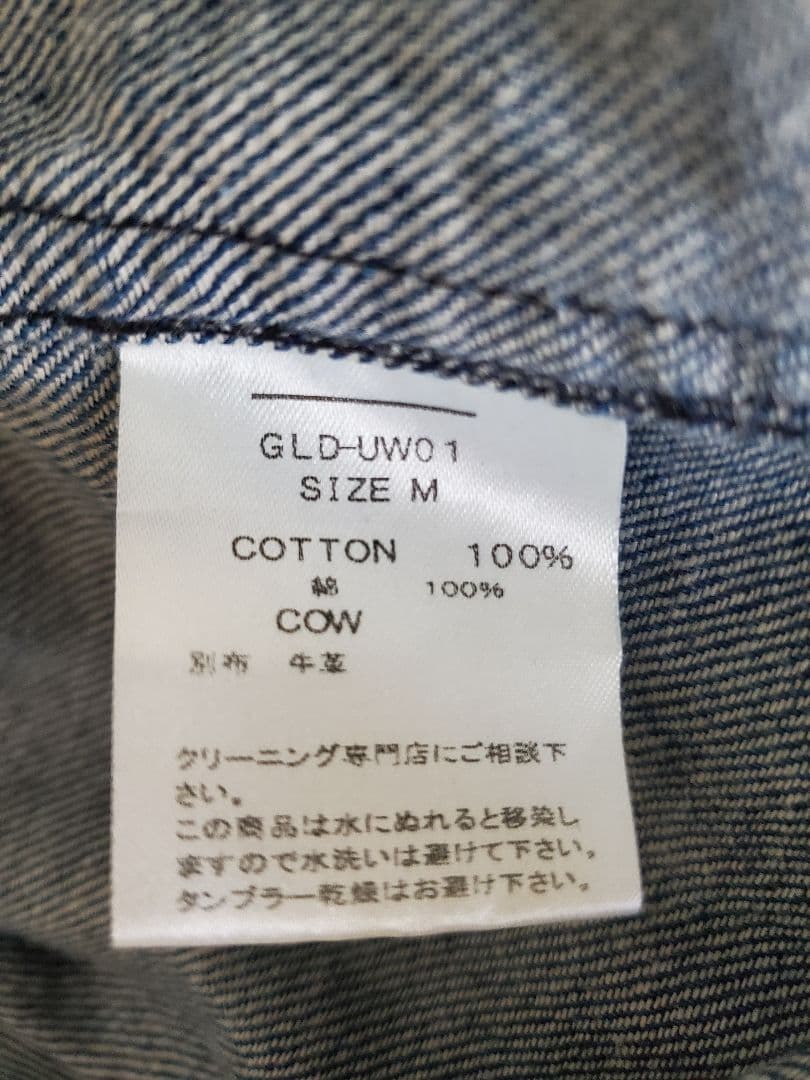 GLD-UW01
SIZE M
COTTON 100%
綿 100%
COW
別布 牛革
クリーニング専門店にご相談下
さい。
この商品は水にぬれると移染し
ますので水洗いは避けて下さい。
タンブラー乾燥はお避け下さい。